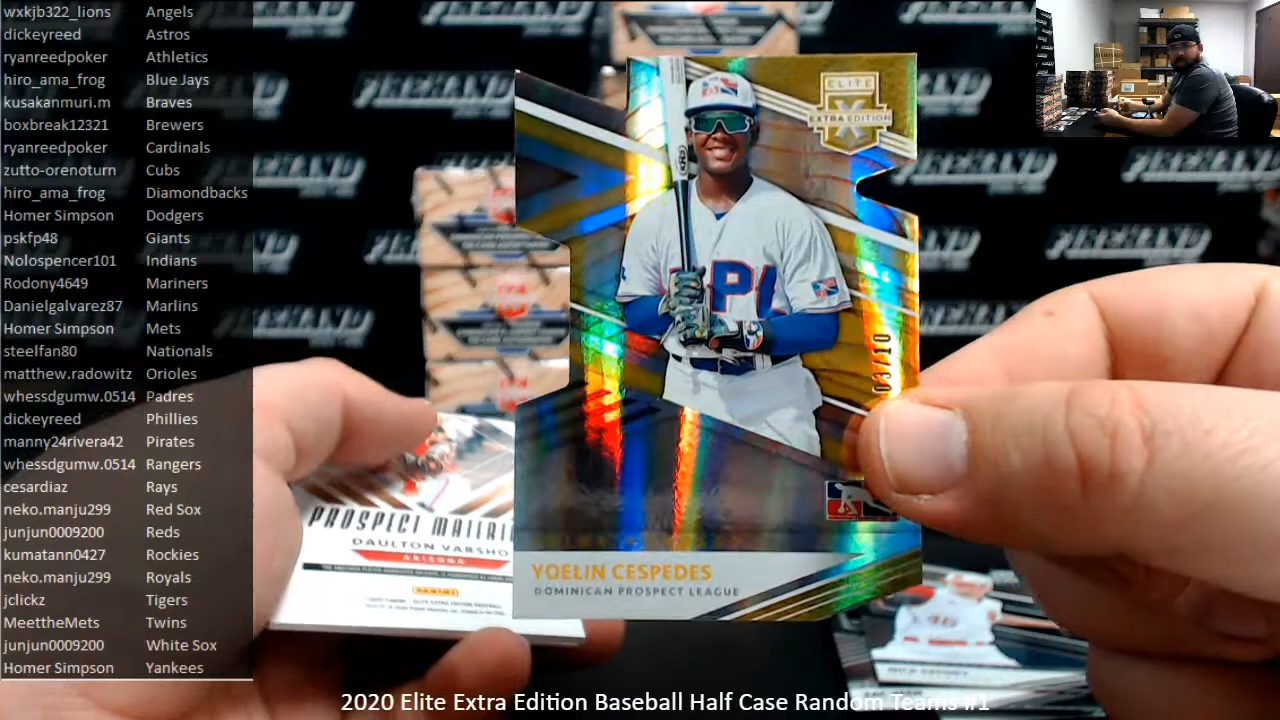 wxkjb322_lions Angels
dickeyreed Astros
ryanreedpoker Athletics
hiro_ama_frog Blue Jays
kusakanmuri.m Braves
boxbreak12321 Brewers
ryanreedpoker Cardinals
zutto-orenoturn Cubs
hiro_ama_frog Diamondbacks
Homer Simpson Dodgers
pskfp48 Giants
Nolospencer101 Indians
Rodony4649 Mariners
Danielgalvarez87 Marlins
Homer Simpson Mets
steelfan80 Nationals
matthew.radowitz Orioles
whessdgumw.0514 Padres
dickeyreed Phillies
manny24rivera42 Pirates
whessdgumw.0514 Rangers
cesardiaz Rays
neko.manju299 Red Sox
junjun0009200 Reds
kumatann0427 Rockies
neko.manju299 Royals
jclickz Tigers
MeettheMets Twins
junjun0009200 White Sox
Homer Simpson Yankees
FIREHAND
ELITE
EXTRA EDITION
DPL
03/10
YOELIN CESPEDES
DOMINICAN PROSPECT LEAGUE
PROSPECT MATERI
DAULTON VARSHO
ARIZONA
PANINI
2020 Elite Extra Edition Baseball Half Case Random Teams #1